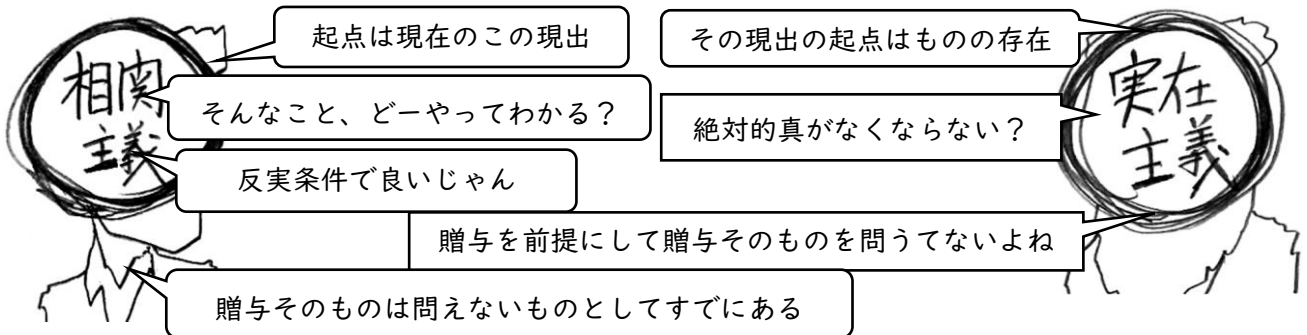 相関
主義
実在
主義
起点は現在のこの現出
その現出の起点はものの存在
そんなこと、どーやってわかる？
絶対的真がなくならない？
反実条件で良いじゃん
贈与を前提にして贈与そのものを問うてないよね
贈与そのものは問えないものとしてすでにある